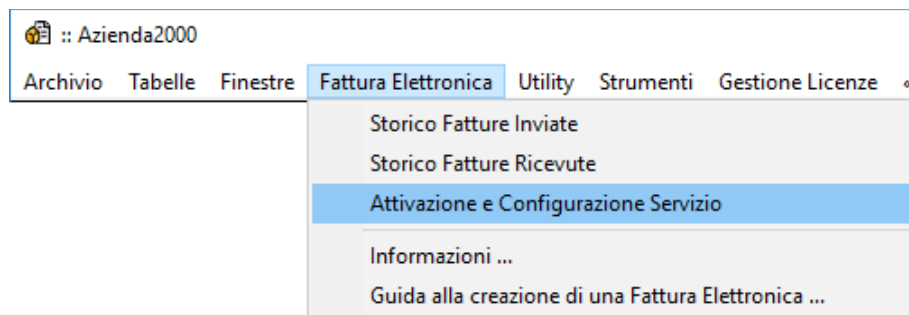 :: Azienda2000
Archivio Tabelle Finestre Fattura Elettronica Utility Strumenti Gestione Licenze «
Storico Fatture Inviate
Storico Fatture Ricevute
Attivazione e Configurazione Servizio
Informazioni ...
Guida alla creazione di una Fattura Elettronica ...